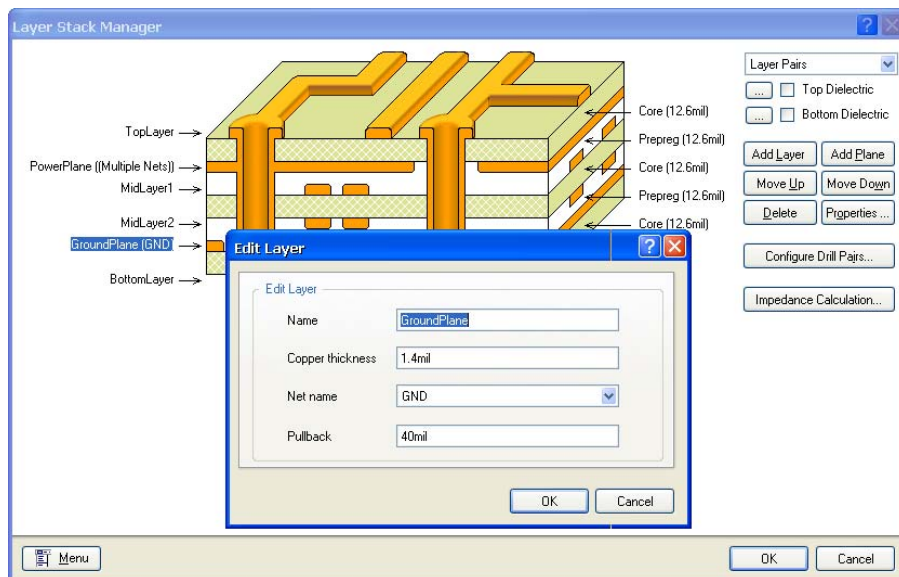 Layer Stack Manager
TopLayer
PowerPlane ((Multiple Nets))
MidLayer1
MidLayer2
GroundPlane (GND)
BottomLayer
Core (12.6mil)
Prepreg (12.6mil)
Core (12.6mil)
Prepreg (12.6mil)
Core (12.6mil)
Layer Pairs
... Top Dielectric
... Bottom Dielectric
Add Layer Add Plane
Move Up Move Down
Delete Properties ...
Configure Drill Pairs...
Impedance Calculation...
Edit Layer
Edit Layer
Name GroundPlane
Copper thickness 1.4mil
Net name GND
Pullback 40mil
OK Cancel
Menu OK Cancel